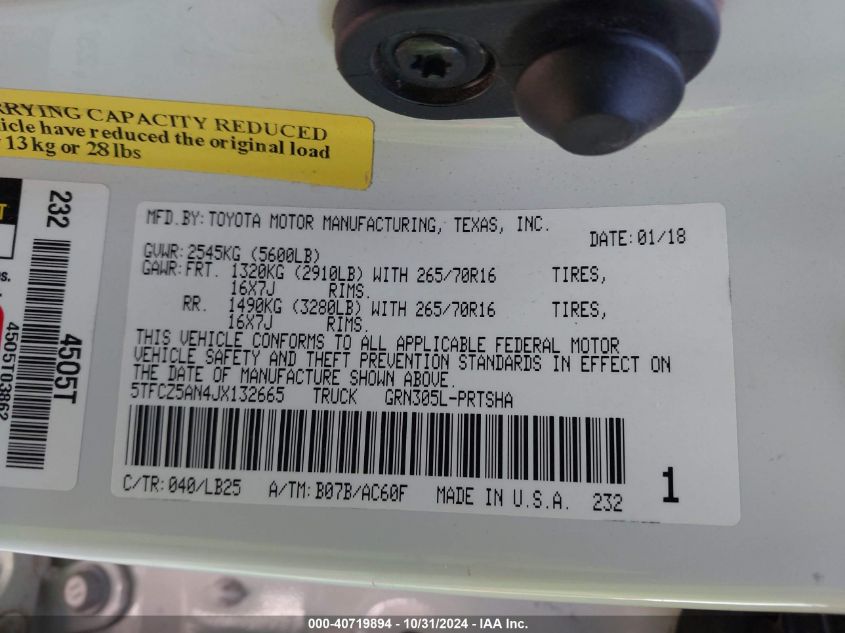 RRYING CAPACITY REDUCED
icle have reduced the original load
13 kg or 28 lbs
232
4505T
4505T03862
MFD.BY:TOYOTA MOTOR MANUFACTURING, TEXAS, INC.
DATE:01/18
GVWR:2545KG (5600LB)
GAWR:FRT. 1320KG (2910LB) WITH 265/70R16 TIRES,
16X7J RIMS.
RR. 1490KG (3280LB) WITH 265/70R16 TIRES,
16X7J RIMS.
THIS VEHICLE CONFORMS TO ALL APPLICABLE FEDERAL MOTOR
VEHICLE SAFETY AND THEFT PREVENTION STANDARDS IN EFFECT ON
THE DATE OF MANUFACTURE SHOWN ABOVE.
5TFCZ5AN4JX132665 TRUCK GRN305L-PRTSHA
C/TR:040/LB25 A/TM:B07B/AC60F MADE IN U.S.A. 232
1
000-40719894 - 10/31/2024 - IAA Inc.